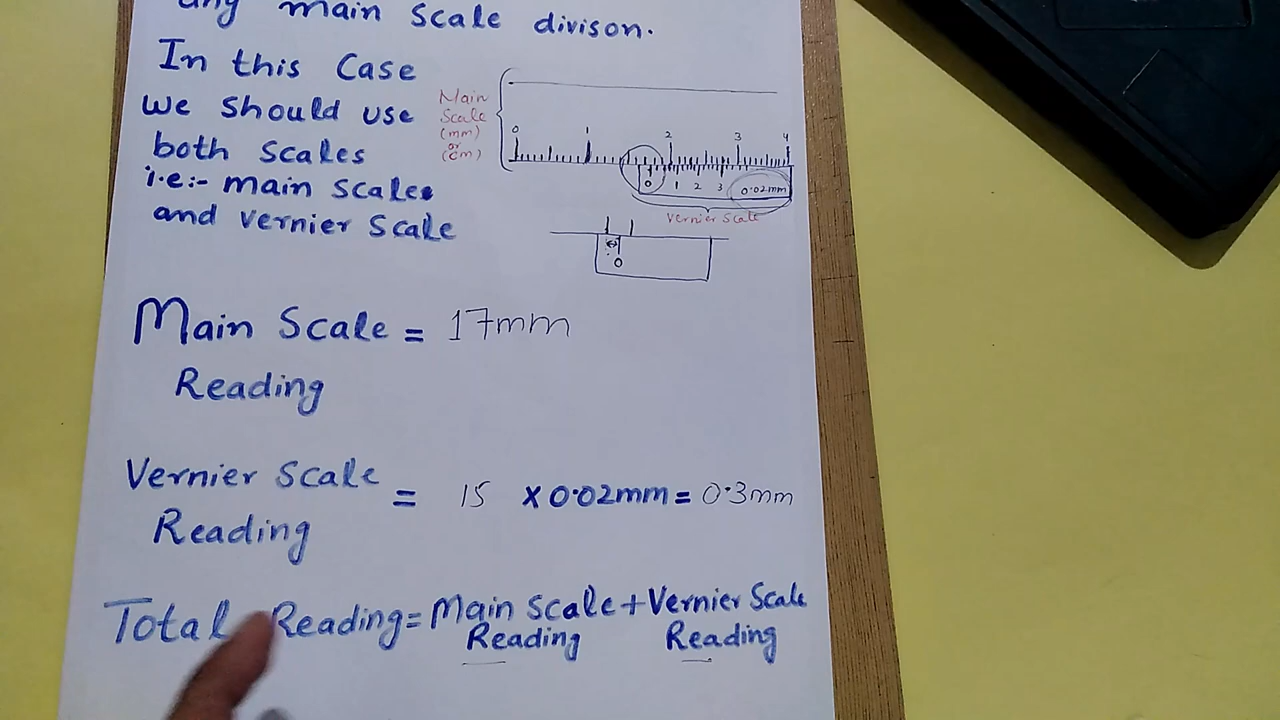 any main scale divison.
In this Case
we should use
both scales
i.e:- main scales
and vernier scale
Main
Scale
(mm)
or
(cm)
0 1 2 3 4
0 1 2 3 0.02mm
Vernier Scale
0
Main Scale = 17mm
Reading
Vernier Scale
= 15 × 0.02mm = 0.3mm
Reading
Total Reading = Main scale + Vernier Scale
Reading Reading